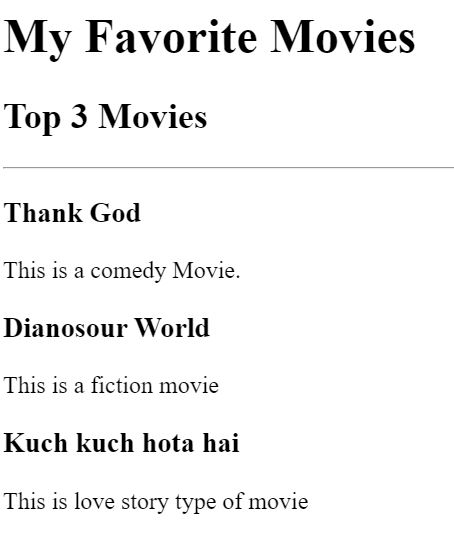 My Favorite Movies
Top 3 Movies
Thank God
This is a comedy Movie.
Dianosour World
This is a fiction movie
Kuch kuch hota hai
This is love story type of movie